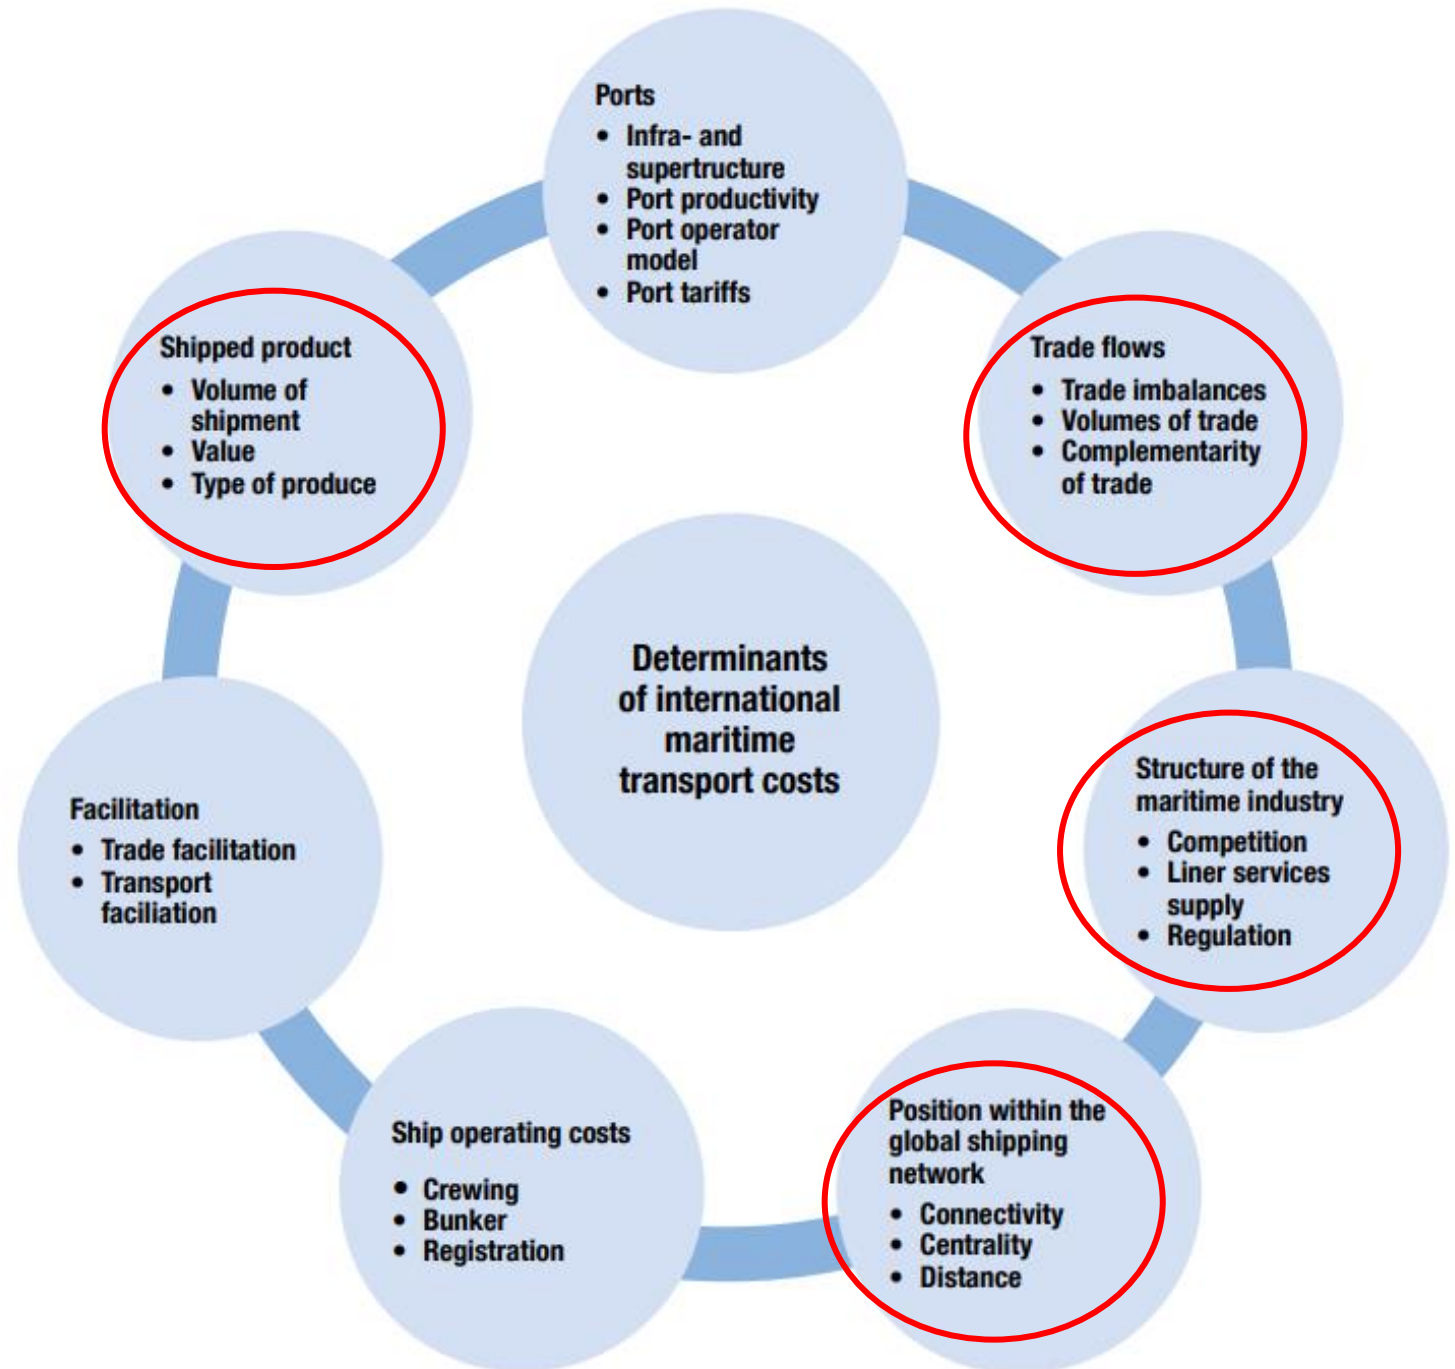 Ports
• Infra- and
supertructure
• Port productivity
• Port operator
model
• Port tariffs
Trade flows
• Trade imbalances
• Volumes of trade
• Complementarity
of trade
Structure of the
maritime industry
• Competition
• Liner services
supply
• Regulation
Position within the
global shipping
network
• Connectivity
• Centrality
• Distance
Ship operating costs
• Crewing
• Bunker
• Registration
Facilitation
• Trade facilitation
• Transport
faciliation
Shipped product
• Volume of
shipment
• Value
• Type of produce
Determinants
of international
maritime
transport costs